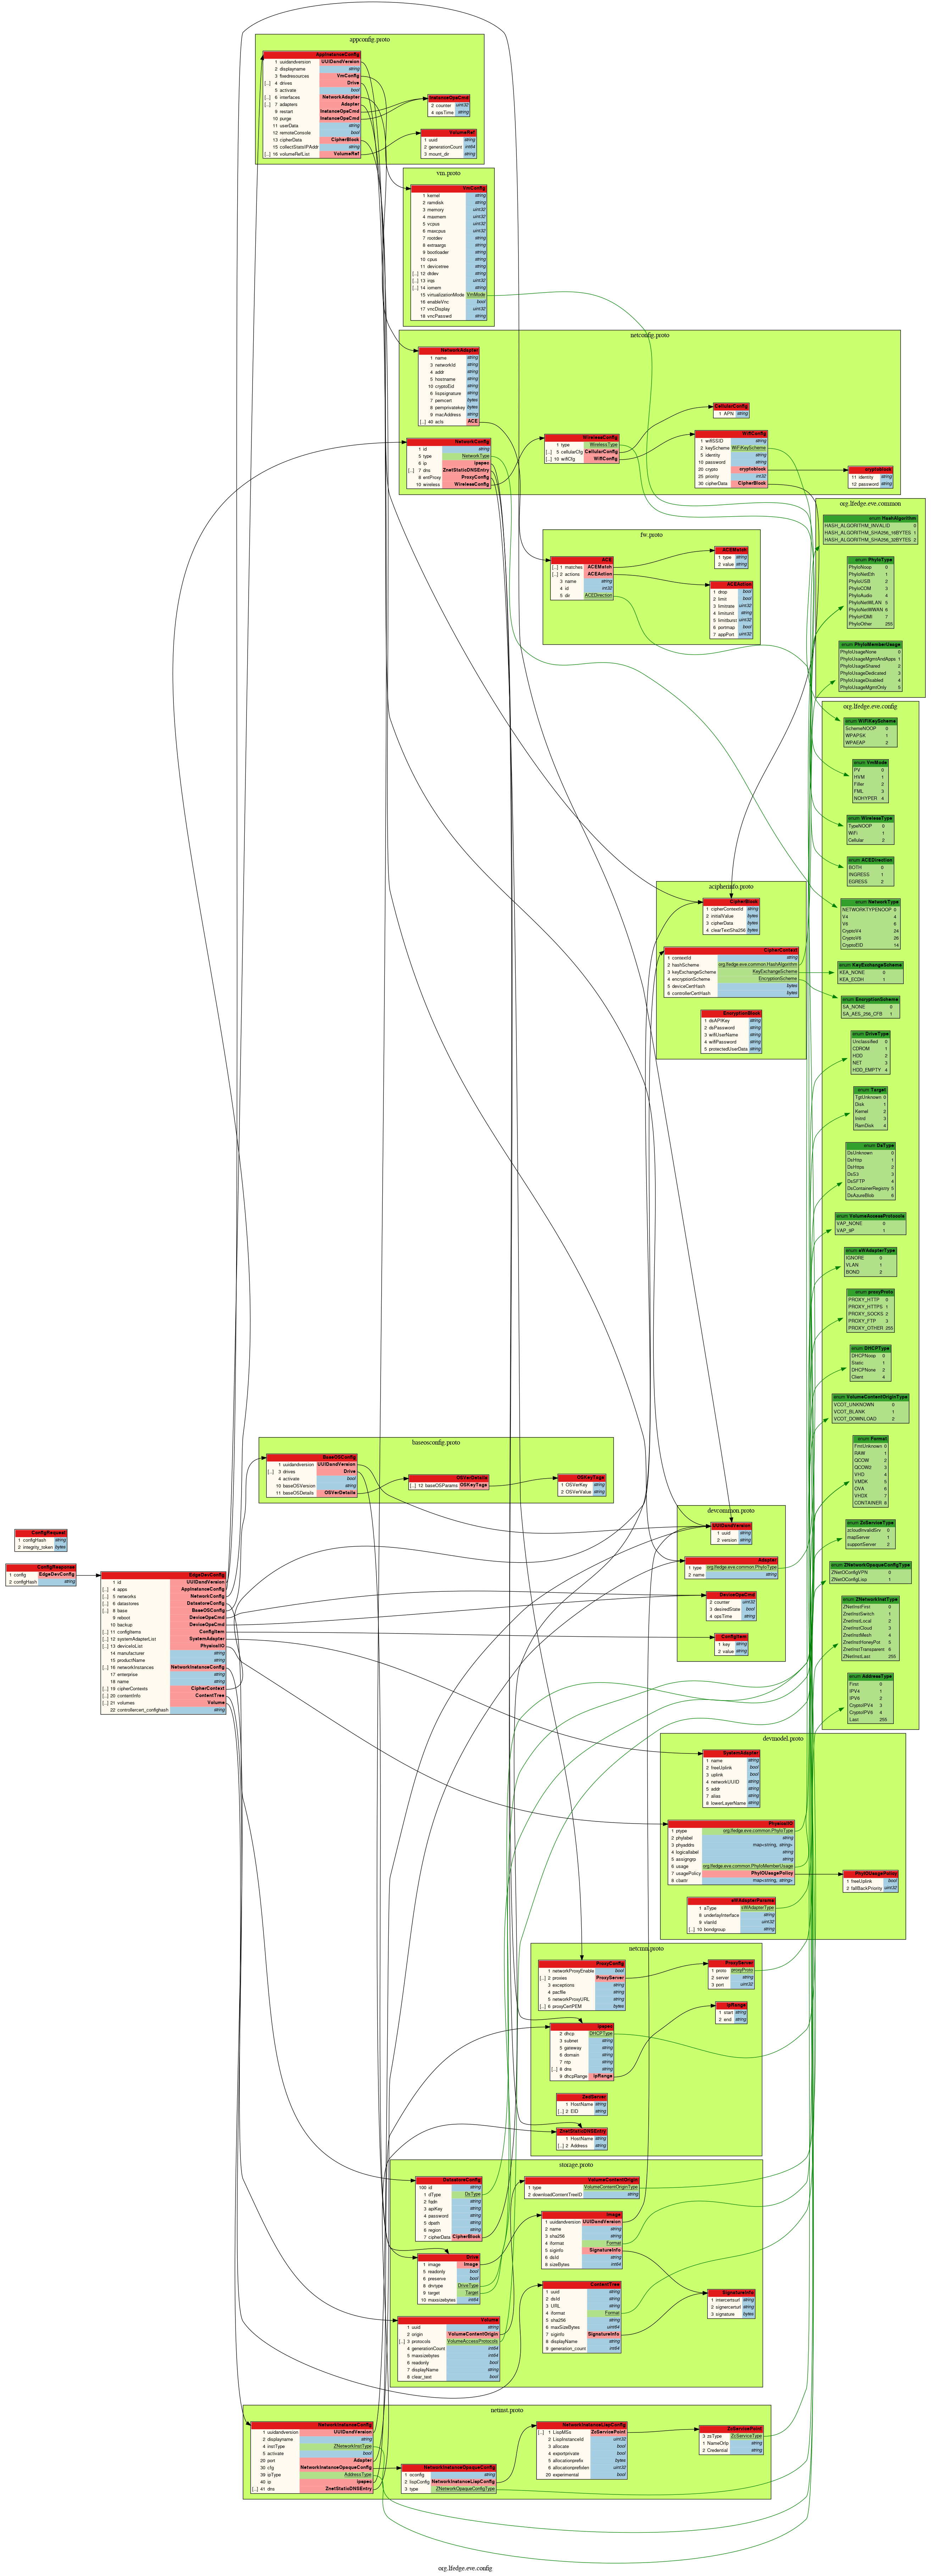 appconfig.proto
AppInstanceConfig
1 uuidandversion UUIDandVersion
2 displayname string
3 fixedresources VmConfig
[...] 4 drives Drive
5 activate bool
[...] 6 interfaces NetworkAdapter
[...] 7 adapters Adapter
9 restart InstanceOpsCmd
10 purge InstanceOpsCmd
11 userData string
12 remoteConsole bool
13 cipherData CipherBlock
15 collectStatsIPAddr string
[...] 16 volumeRefList VolumeRef
InstanceOpsCmd
2 counter uint32
4 opsTime string
VolumeRef
1 uuid string
2 generationCount int64
3 mount_dir string
vm.proto
VmConfig
1 kernel string
2 ramdisk string
3 memory uint32
4 maxmem uint32
5 vcpus uint32
6 maxcpus uint32
7 rootdev string
8 extraargs string
9 bootloader string
10 cpus string
11 devicetree string
[...] 12 dtdev string
[...] 13 irqs uint32
[...] 14 iomem string
15 virtualizationMode VmMode
16 enableVnc bool
17 vncDisplay uint32
18 vncPasswd string
netconfig.proto
NetworkAdapter
1 name string
3 networkId string
4 addr string
5 hostname string
10 cryptoEid string
6 lispsignature string
7 pemcert bytes
8 pemprivatekey bytes
9 macAddress string
[...] 40 acls ACE
NetworkConfig
1 id string
5 type NetworkType
6 ip ipspec
[...] 7 dns ZnetStaticDNSEntry
8 entProxy ProxyConfig
10 wireless WirelessConfig
WirelessConfig
1 type WirelessType
[...] 5 cellularCfg CellularConfig
[...] 10 wifiCfg WifiConfig
CellularConfig
1 APN string
WifiConfig
1 wifiSSID string
2 keyScheme WiFiKeyScheme
5 identity string
10 password string
20 crypto cryptoblock
25 priority int32
30 cipherData CipherBlock
cryptoblock
11 identity string
12 password string
org.lfedge.eve.common
enum HashAlgorithm
HASH_ALGORITHM_INVALID 0
HASH_ALGORITHM_SHA256_16BYTES 1
HASH_ALGORITHM_SHA256_32BYTES 2
enum PhyIoType
PhyIoNoop 0
PhyIoNetEth 1
PhyIoUSB 2
PhyIoCOM 3
PhyIoAudio 4
PhyIoNetWLAN 5
PhyIoNetWWAN 6
PhyIoHDMI 7
PhyIoOther 255
enum PhyIoMemberUsage
PhyIoUsageNone 0
PhyIoUsageMgmtAndApps 1
PhyIoUsageShared 2
PhyIoUsageDedicated 3
PhyIoUsageDisabled 4
PhyIoUsageMgmtOnly 5
fw.proto
ACE
[...] 1 matches ACEMatch
[...] 2 actions ACEAction
3 name string
4 id int32
5 dir ACEDirection
ACEMatch
1 type string
2 value string
ACEAction
1 drop bool
2 limit bool
3 limitrate uint32
4 limitunit string
5 limitburst uint32
6 portmap bool
7 appPort uint32
org.lfedge.eve.config
enum WiFiKeyScheme
SchemeNOOP 0
WPAPSK 1
WPAEAP 2
enum VmMode
PV 0
HVM 1
Filler 2
FML 3
NOHYPER 4
enum WirelessType
TypeNOOP 0
WiFi 1
Cellular 2
enum ACEDirection
BOTH 0
INGRESS 1
EGRESS 2
enum NetworkType
NETWORKTYPENOOP 0
V4 4
V6 6
CryptoV4 24
CryptoV6 26
CryptoEID 14
enum KeyExchangeScheme
KEA_NONE 0
KEA_ECDH 1
enum EncryptionScheme
SA_NONE 0
SA_AES_256_CFB 1
enum DriveType
Unclassified 0
CDROM 1
HDD 2
NET 3
HDD_EMPTY 4
enum Target
TgtUnknown 0
Disk 1
Kernel 2
Initrd 3
RamDisk 4
enum DsType
DsUnknown 0
DsHttp 1
DsHttps 2
DsS3 3
DsSFTP 4
DsContainerRegistry 5
DsAzureBlob 6
enum VolumeAccessProtocols
VAP_NONE 0
VAP_9P 1
enum sWAdapterType
IGNORE 0
VLAN 1
BOND 2
enum proxyProto
PROXY_HTTP 0
PROXY_HTTPS 1
PROXY_SOCKS 2
PROXY_FTP 3
PROXY_OTHER 255
enum DHCPType
DHCPNoop 0
Static 1
DHCPNone 2
Client 4
enum VolumeContentOriginType
VCOT_UNKNOWN 0
VCOT_BLANK 1
VCOT_DOWNLOAD 2
enum Format
FmtUnknown 0
RAW 1
QCOW 2
QCOW2 3
VHD 4
VMDK 5
OVA 6
VHDX 7
CONTAINER 8
enum ZsServiceType
zcloudInvalidSrv 0
mapServer 1
supportServer 2
enum ZNetworkOpaqueConfigType
ZNetOConfigVPN 0
ZNetOConfigLisp 1
enum ZNetworkInstType
ZNetInstFirst 0
ZnetInstSwitch 1
ZnetInstLocal 2
ZnetInstCloud 3
ZnetInstMesh 4
ZnetInstHoneyPot 5
ZnetInstTransparent 6
ZNetInstLast 255
enum AddressType
First 0
IPV4 1
IPV6 2
CryptoIPV4 3
CryptoIPV6 4
Last 255
acipherinfo.proto
CipherBlock
1 cipherContextId string
2 initialValue bytes
3 cipherData bytes
4 clearTextSha256 bytes
CipherContext
1 contextId string
2 hashScheme org.lfedge.eve.common.HashAlgorithm
3 keyExchangeScheme KeyExchangeScheme
4 encryptionScheme EncryptionScheme
5 deviceCertHash bytes
6 controllerCertHash bytes
EncryptionBlock
1 dsAPIKey string
2 dsPassword string
3 wifiUserName string
4 wifiPassword string
5 protectedUserData string
baseosconfig.proto
BaseOSConfig
1 uuidandversion UUIDandVersion
[...] 3 drives Drive
4 activate bool
10 baseOSVersion string
11 baseOSDetails OSVerDetails
OSVerDetails
[...] 12 baseOSParams OSKeyTags
OSKeyTags
1 OSVerKey string
2 OSVerValue string
ConfigRequest
1 configHash string
2 integrity_token bytes
ConfigResponse
1 config EdgeDevConfig
2 configHash string
EdgeDevConfig
1 id UUIDandVersion
[...] 4 apps AppInstanceConfig
[...] 5 networks NetworkConfig
[...] 6 datastores DatastoreConfig
[...] 8 base BaseOSConfig
9 reboot DeviceOpsCmd
10 backup DeviceOpsCmd
[...] 11 configItems ConfigItem
[...] 12 systemAdapterList SystemAdapter
[...] 13 deviceIoList PhysicalIO
14 manufacturer string
15 productName string
[...] 16 networkInstances NetworkInstanceConfig
17 enterprise string
18 name string
[...] 19 cipherContexts CipherContext
[...] 20 contentInfo ContentTree
[...] 21 volumes Volume
22 controllercert_confighash string
devcommon.proto
UUIDandVersion
1 uuid string
2 version string
Adapter
1 type org.lfedge.eve.common.PhyIoType
2 name string
DeviceOpsCmd
2 counter uint32
3 desiredState bool
4 opsTime string
ConfigItem
1 key string
2 value string
devmodel.proto
SystemAdapter
1 name string
2 freeUplink bool
3 uplink bool
4 networkUUID string
5 addr string
7 alias string
8 lowerLayerName string
PhysicalIO
1 ptype org.lfedge.eve.common.PhyIoType
2 phylabel string
3 phyaddrs map<string, string>
4 logicallabel string
5 assigngrp string
6 usage org.lfedge.eve.common.PhyIoMemberUsage
7 usagePolicy PhyIOUsagePolicy
8 cbattr map<string, string>
PhyIOUsagePolicy
1 freeUplink bool
2 fallBackPriority uint32
sWAdapterParams
1 aType sWAdapterType
8 underlayInterface string
9 vlanId uint32
[...] 10 bondgroup string
netcmn.proto
ProxyConfig
1 networkProxyEnable bool
[...] 2 proxies ProxyServer
3 exceptions string
4 pacfile string
5 networkProxyURL string
[...] 6 proxyCertPEM bytes
ProxyServer
1 proto proxyProto
2 server string
3 port uint32
ipRange
1 start string
2 end string
ipspec
2 dhcp DHCPType
3 subnet string
5 gateway string
6 domain string
7 ntp string
[...] 8 dns string
9 dhcpRange ipRange
ZedServer
1 HostName string
[...] 2 EID string
ZnetStaticDNSEntry
1 HostName string
[...] 2 Address string
storage.proto
DatastoreConfig
100 id string
1 dType DsType
2 fqdn string
3 apiKey string
4 password string
5 dpath string
6 region string
7 cipherData CipherBlock
VolumeContentOrigin
1 type VolumeContentOriginType
2 downloadContentTreeID string
Image
1 uuidandversion UUIDandVersion
2 name string
3 sha256 string
4 iformat Format
5 siginfo SignatureInfo
6 dsId string
8 sizeBytes int64
Drive
1 image Image
5 readonly bool
6 preserve bool
8 drvtype DriveType
9 target Target
10 maxsizebytes int64
ContentTree
1 uuid string
2 dsId string
3 URL string
4 iformat Format
5 sha256 string
6 maxSizeBytes uint64
7 siginfo SignatureInfo
8 displayName string
9 generation_count int64
SignatureInfo
1 intercertsurl string
2 signercerturl string
3 signature bytes
Volume
1 uuid string
2 origin VolumeContentOrigin
[...] 3 protocols VolumeAccessProtocols
4 generationCount int64
5 maxsizebytes int64
6 readonly bool
7 displayName string
8 clear_text bool
netinst.proto
NetworkInstanceConfig
1 uuidandversion UUIDandVersion
2 displayname string
4 instType ZNetworkInstType
5 activate bool
20 port Adapter
30 cfg NetworkInstanceOpaqueConfig
39 ipType AddressType
40 ip ipspec
[...] 41 dns ZnetStaticDNSEntry
NetworkInstanceOpaqueConfig
1 oconfig string
2 lispConfig NetworkInstanceLispConfig
3 type ZNetworkOpaqueConfigType
NetworkInstanceLispConfig
[...] 1 LispMSs ZcServicePoint
2 LispInstanceId uint32
3 allocate bool
4 exportprivate bool
5 allocationprefix bytes
6 allocationprefixlen uint32
20 experimental bool
ZcServicePoint
3 zsType ZsServiceType
1 NameOrIp string
2 Credential string
org.lfedge.eve.config